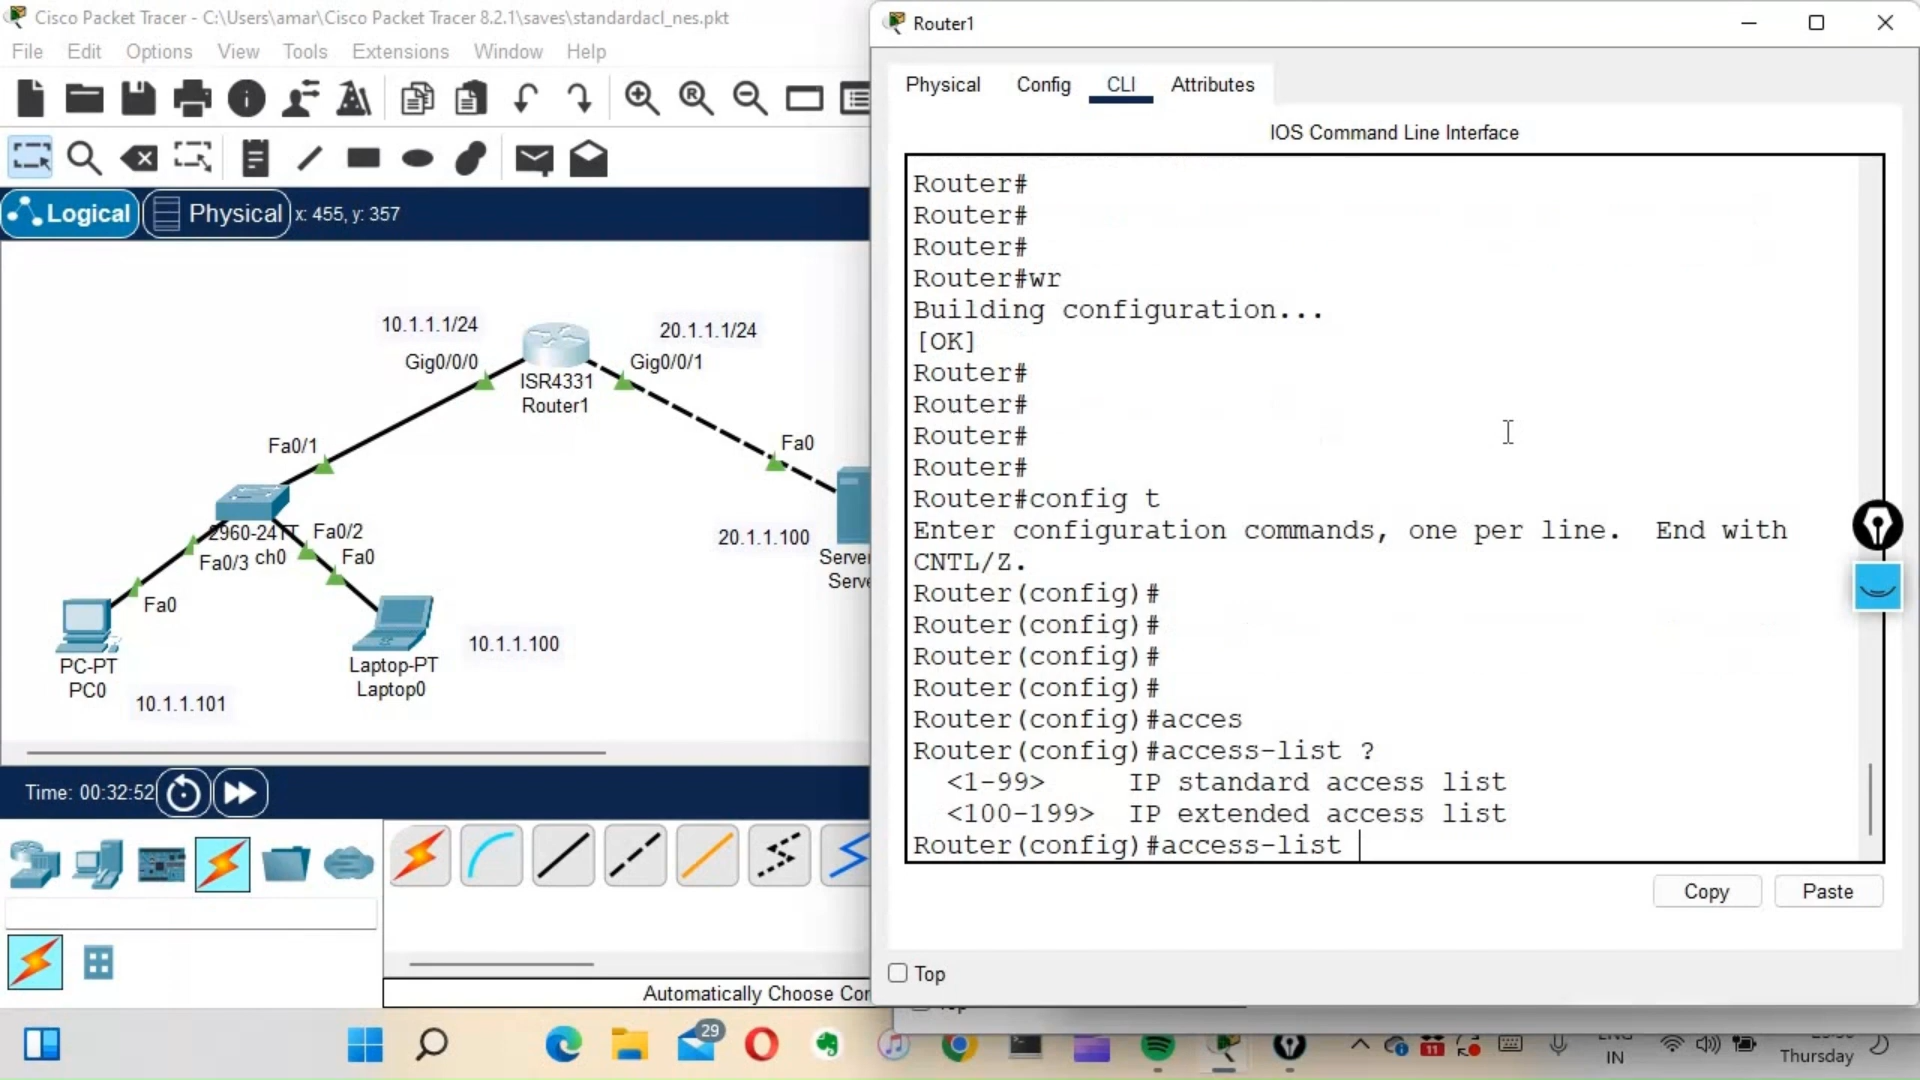 Cisco Packet Tracer - C:\Users\amar\Cisco Packet Tracer 8.2.1\saves\standardacl_nes.pkt
File Edit Options View Tools Extensions Window Help
Logical Physical x: 455, y: 357
10.1.1.1/24
20.1.1.1/24
Gig0/0/0
Gig0/0/1
ISR4331
Router1
Fa0/1
Fa0
2960-24TT
Fa0/2
Fa0/3
ch0
Fa0
20.1.1.100
Server
Serve
Fa0
PC-PT
PC0
10.1.1.101
Laptop-PT
Laptop0
10.1.1.100
Time: 00:32:52
Automatically Choose Cor
Router1
Physical Config CLI Attributes
IOS Command Line Interface
Router#
Router#
Router#
Router#wr
Building configuration...
[OK]
Router#
Router#
Router#
Router#
Router#config t
Enter configuration commands, one per line.  End with
CNTL/Z.
Router(config)#
Router(config)#
Router(config)#
Router(config)#
Router(config)#acces
Router(config)#access-list ?
  <1-99>     IP standard access list
  <100-199>  IP extended access list
Router(config)#access-list
Copy Paste
Top
29
11
IN
Thursday